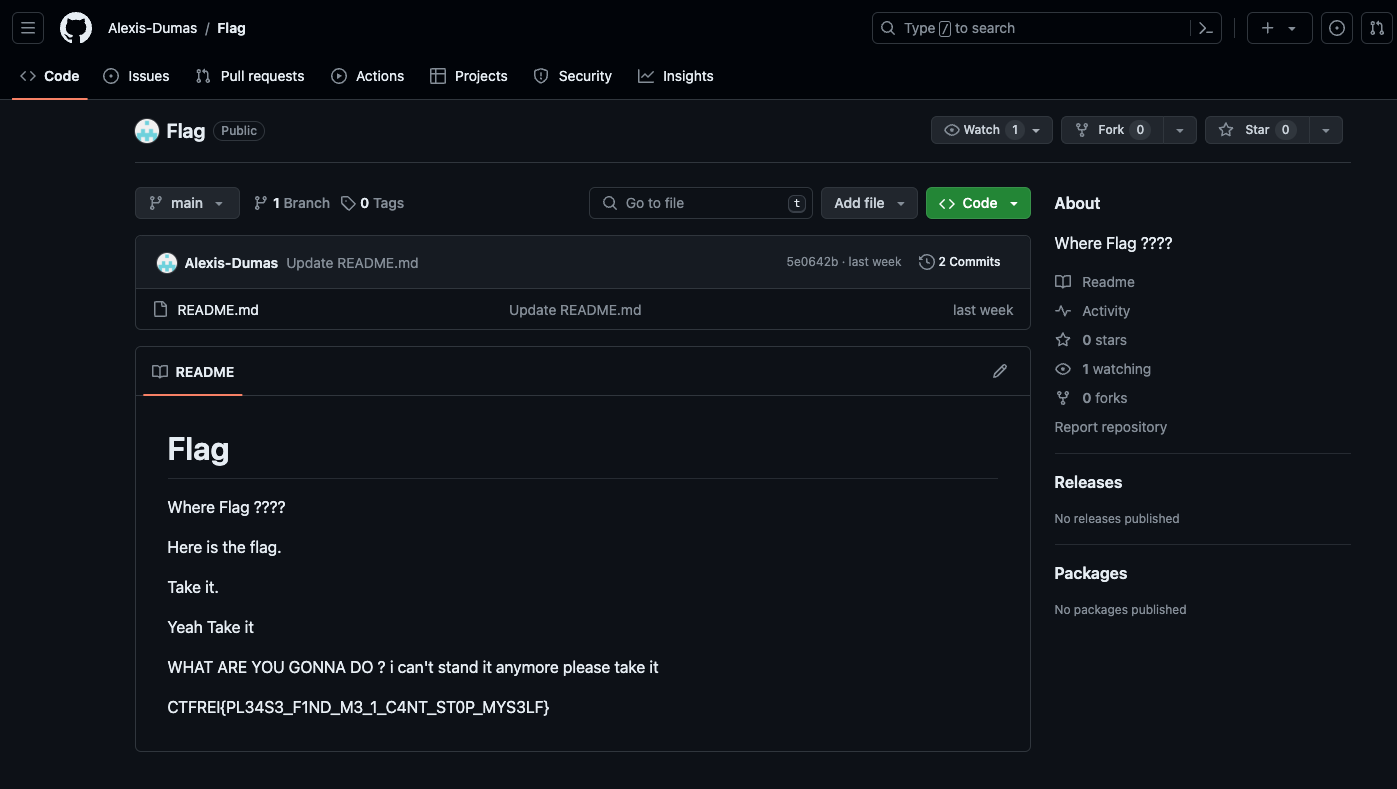 Alexis-Dumas / Flag
Type / to search
Code Issues Pull requests Actions Projects Security Insights
Flag Public
Watch 1 Fork 0 Star 0
main 1 Branch 0 Tags Go to file t Add file Code
About
Where Flag ????
Alexis-Dumas Update README.md 5e0642b · last week 2 Commits
README.md Update README.md last week
Readme
Activity
0 stars
1 watching
0 forks
Report repository
README
Flag
Where Flag ????
Here is the flag.
Take it.
Yeah Take it
WHAT ARE YOU GONNA DO ? i can't stand it anymore please take it
CTFREI{PL34S3_F1ND_M3_1_C4NT_ST0P_MYS3LF}
Releases
No releases published
Packages
No packages published